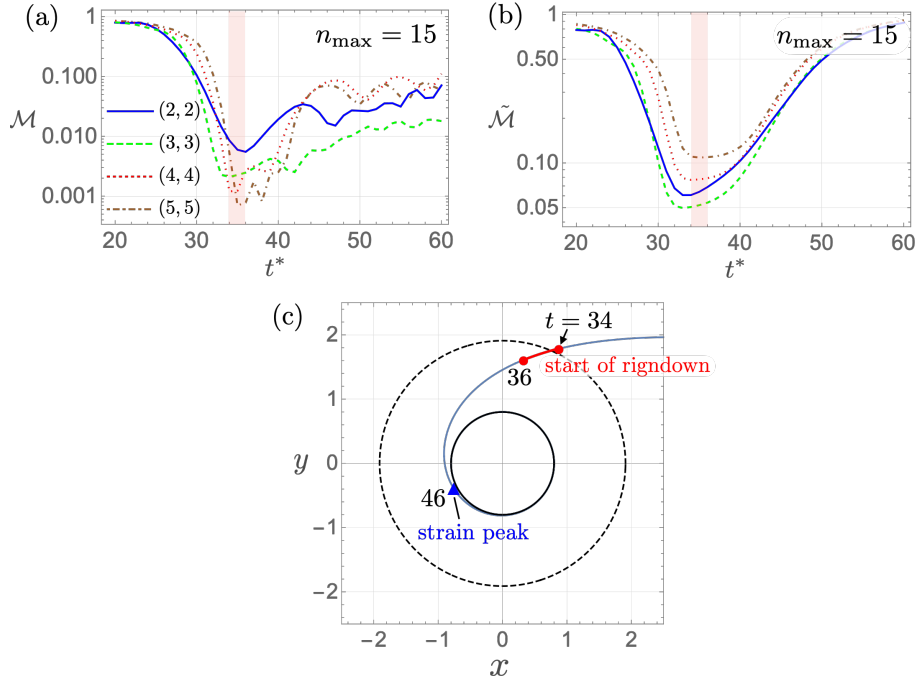 (a)
n_max = 15
M
1
0.100
0.010
0.001
(2, 2)
(3, 3)
(4, 4)
(5, 5)
20 30 40 50 60
t*
(b)
n_max = 15
M̃
0.50
0.10
0.05
20 30 40 50 60
t*
(c)
t = 34
start of rigndown
36
46
strain peak
y
2
1
0
−1
−2
−2 −1 0 1 2
x